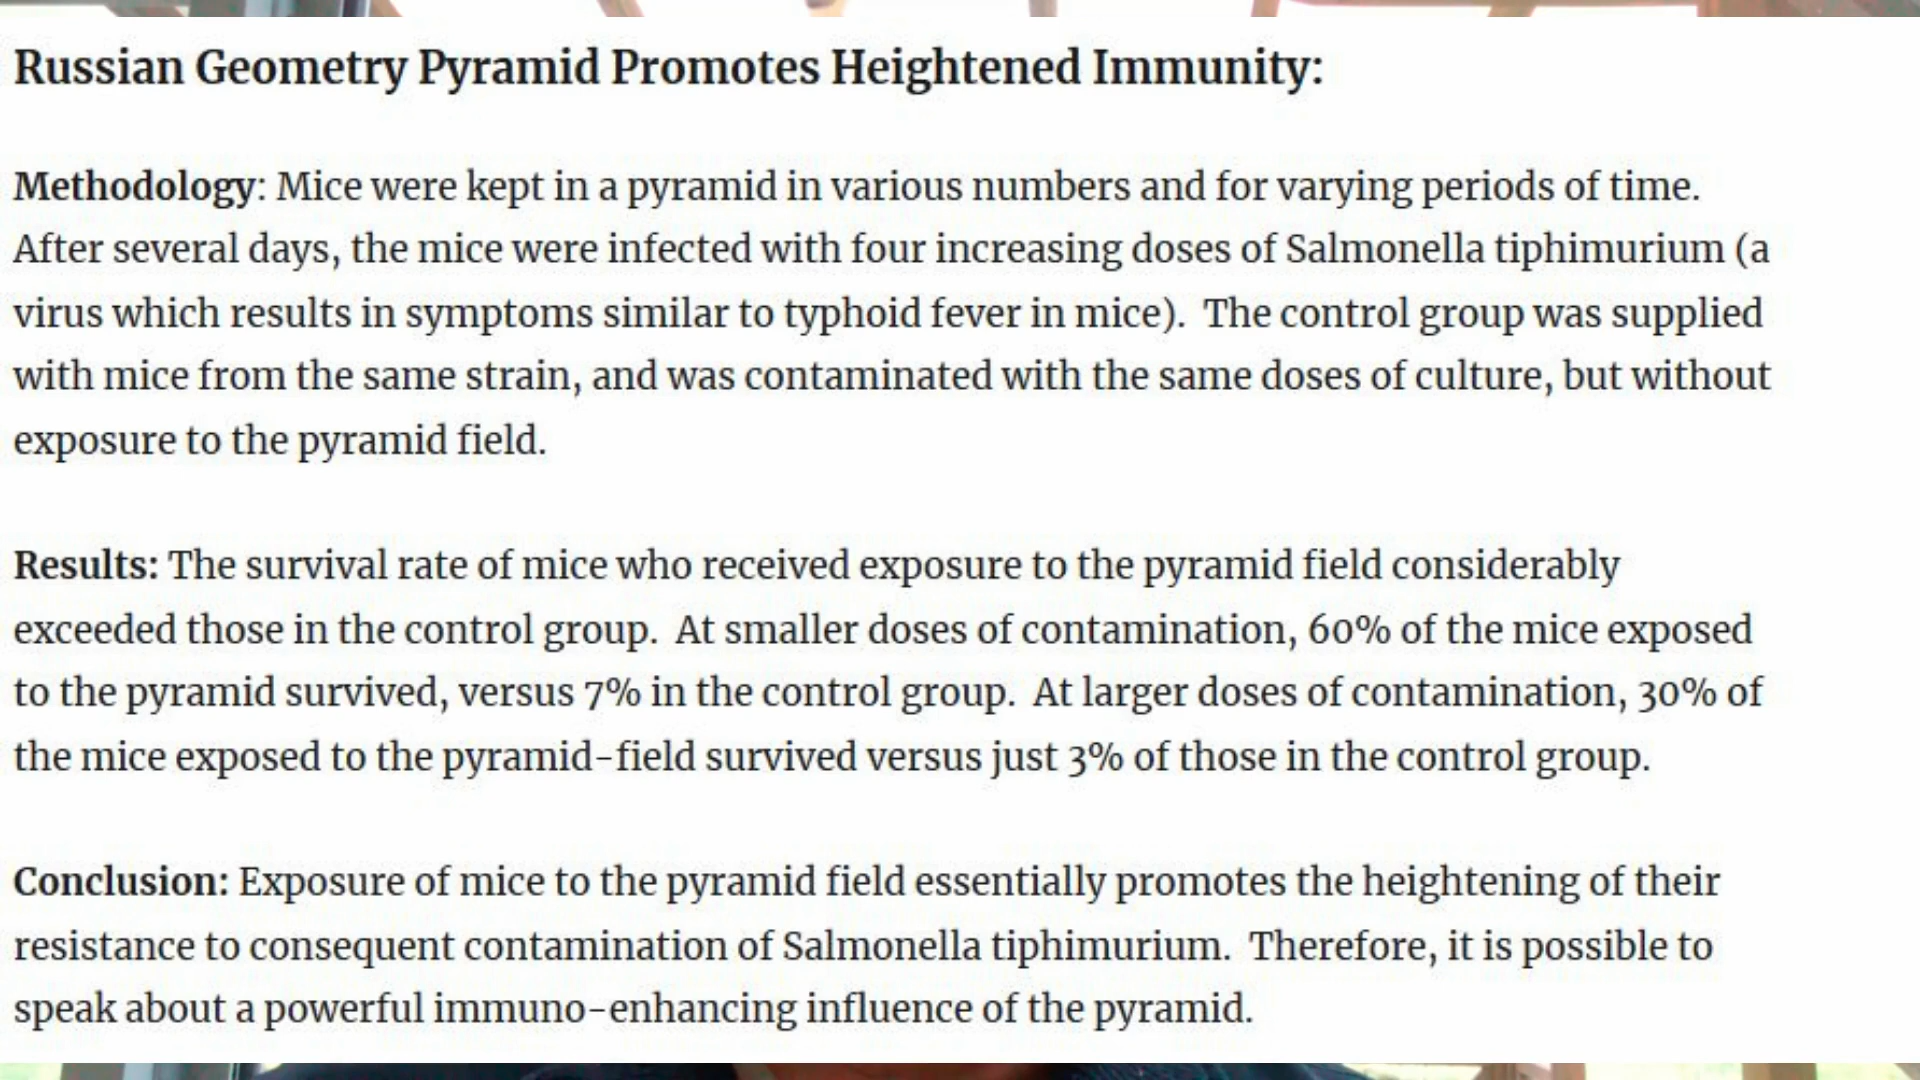 Russian Geometry Pyramid Promotes Heightened Immunity:
Methodology: Mice were kept in a pyramid in various numbers and for varying periods of time.
After several days, the mice were infected with four increasing doses of Salmonella tiphimurium (a
virus which results in symptoms similar to typhoid fever in mice).  The control group was supplied
with mice from the same strain, and was contaminated with the same doses of culture, but without
exposure to the pyramid field.
Results: The survival rate of mice who received exposure to the pyramid field considerably
exceeded those in the control group.  At smaller doses of contamination, 60% of the mice exposed
to the pyramid survived, versus 7% in the control group.  At larger doses of contamination, 30% of
the mice exposed to the pyramid-field survived versus just 3% of those in the control group.
Conclusion: Exposure of mice to the pyramid field essentially promotes the heightening of their
resistance to consequent contamination of Salmonella tiphimurium.  Therefore, it is possible to
speak about a powerful immuno-enhancing influence of the pyramid.